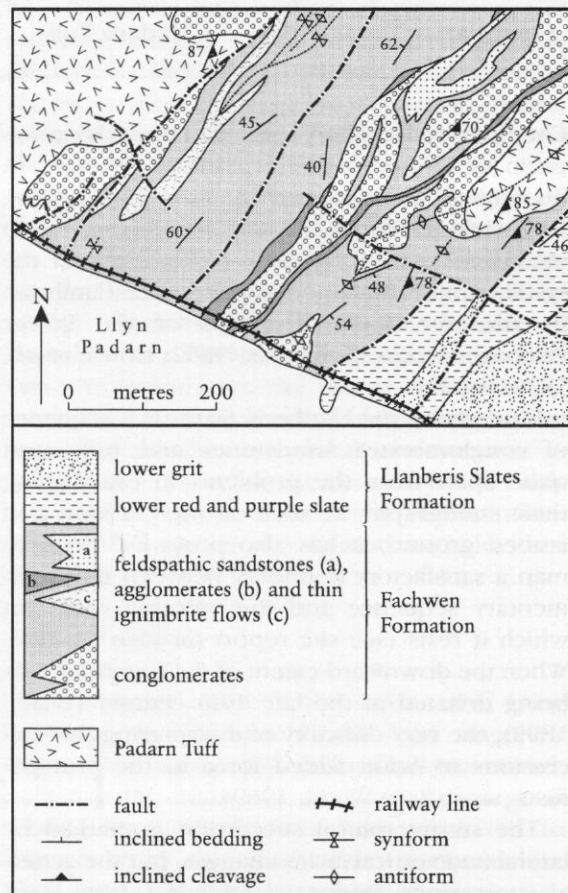 87
62
45
70
40
85
60
78
46
48
78
54
N
Llyn
Padarn
0 metres 200
lower grit
lower red and purple slate
Llanberis Slates
Formation
a
b
feldspathic sandstones (a),
agglomerates (b) and thin
ignimbrite flows (c)
Fachwen
Formation
conglomerates
Padarn Tuff
fault
railway line
inclined bedding
synform
inclined cleavage
antiform